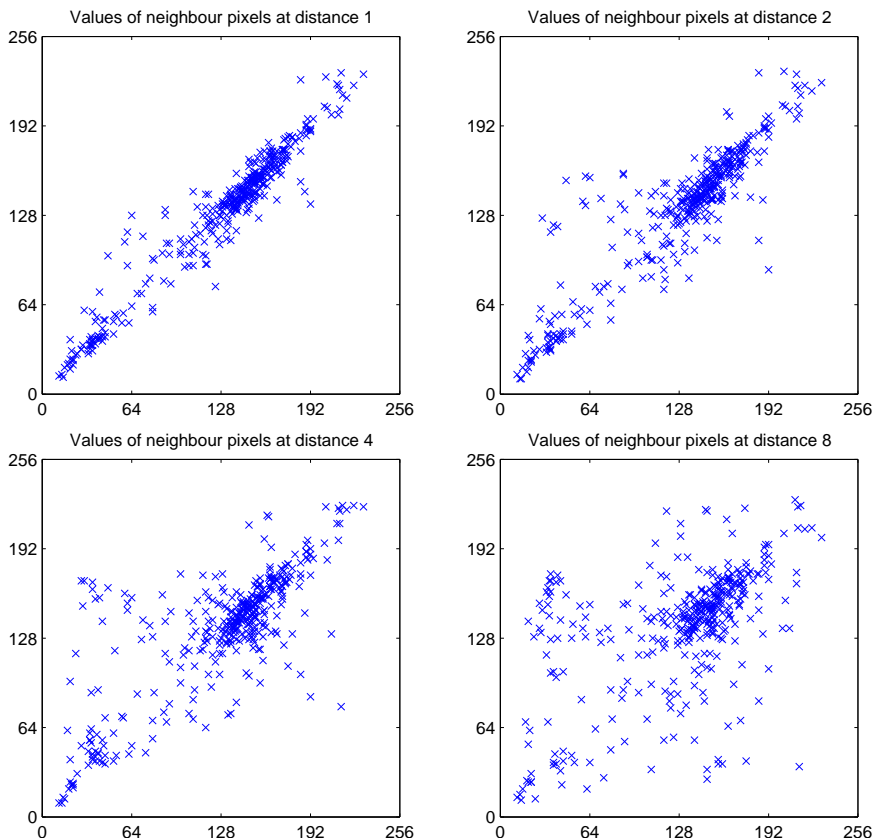 Values of neighbour pixels at distance 1
256
192
128
64
0
0 64 128 192 256
Values of neighbour pixels at distance 2
256
192
128
64
0
0 64 128 192 256
Values of neighbour pixels at distance 4
256
192
128
64
0
0 64 128 192 256
Values of neighbour pixels at distance 8
256
192
128
64
0
0 64 128 192 256